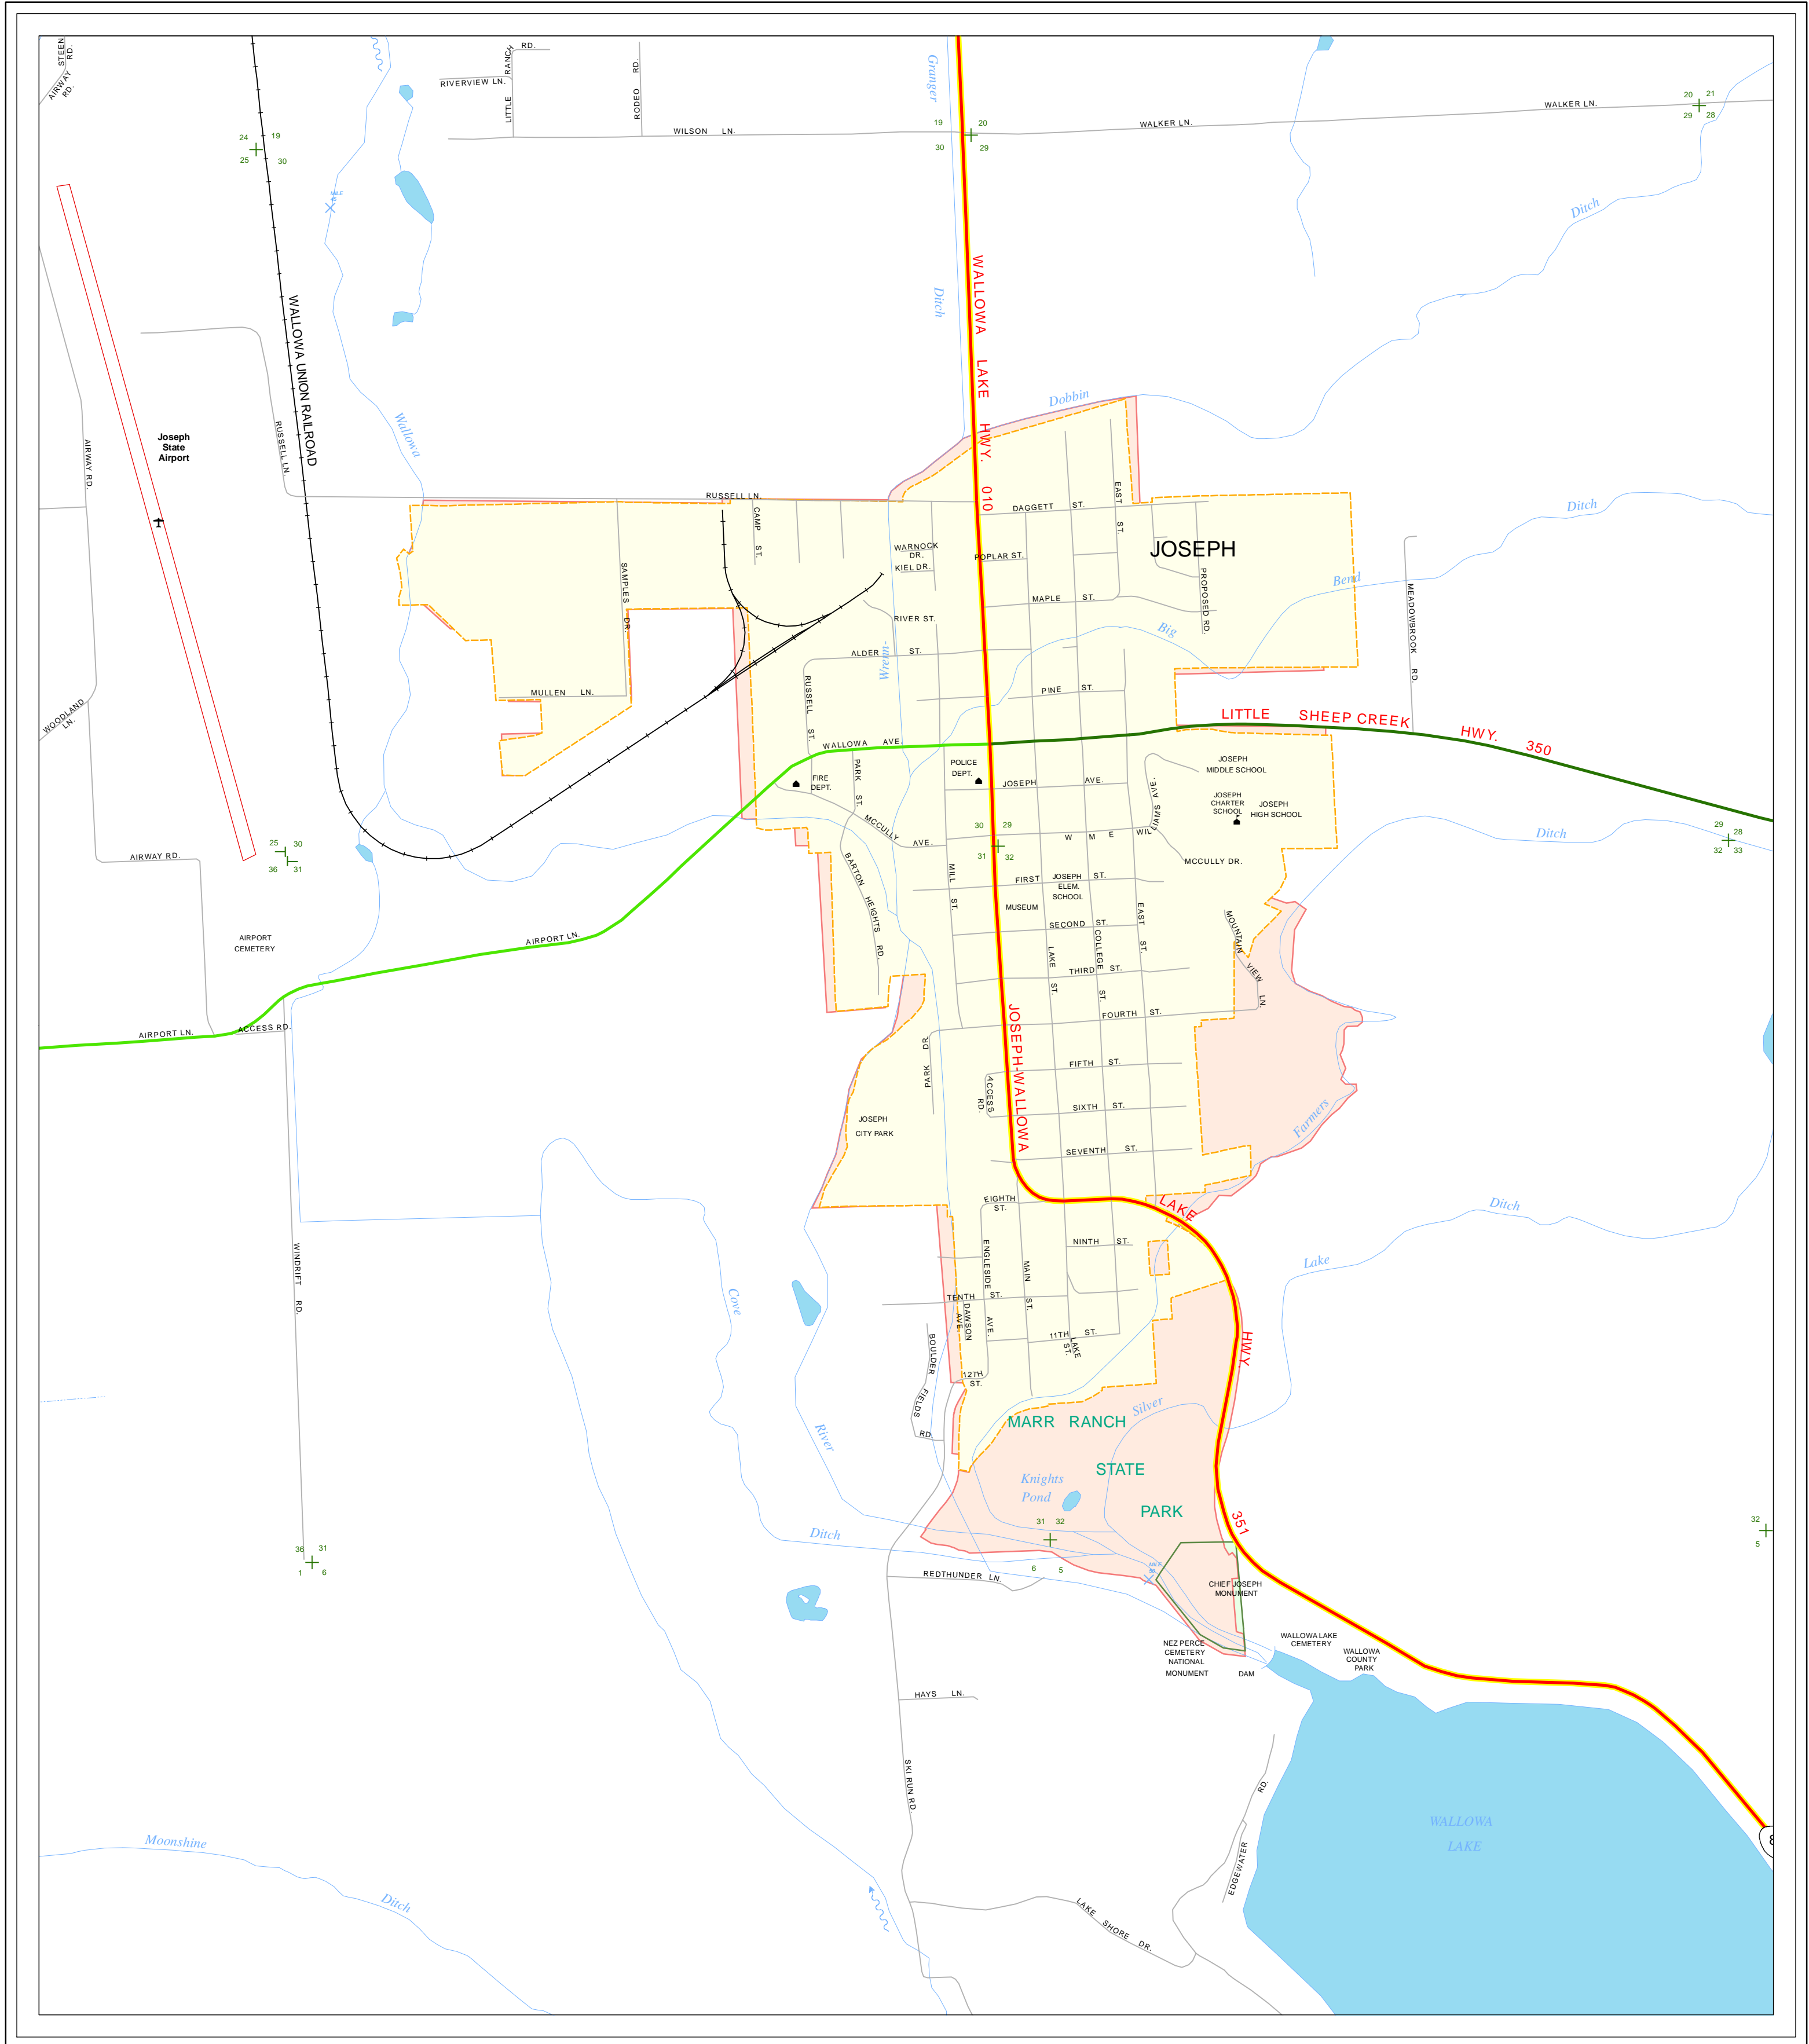 STEEN
RD.
AIRWAY
RD.
RIVERVIEW LN.
LITTLE RANCH
RD.
RODEO RD.
Granger
WILSON LN.
WALKER LN.
WALKER LN.
20 21
29 28
24 19
25 30
19 20
30 29
MILE
Ditch
Ditch
WALLOWA LAKE HWY. 010
WALLOWA UNION RAILROAD
Joseph
State
Airport
AIRWAY RD.
RUSSELL LN.
Wallowa
Dobbin
RUSSELL LN.
CAMP ST.
SAMPLES DR.
WARNOCK
DR.
KIEL DR.
DAGGETT ST.
EAST ST.
POPLAR ST.
JOSEPH
MAPLE ST.
PROPOSED RD.
Ditch
Bend
Big
MEADOWBROOK RD.
RIVER ST.
ALDER ST.
Wrenn-
MULLEN LN.
RUSSELL ST.
PINE ST.
WOODLAND
LN.
WALLOWA AVE.
LITTLE SHEEP CREEK HWY. 350
FIRE
DEPT.
PARK ST.
POLICE
DEPT.
JOSEPH AVE.
WILLIAMS AVE.
JOSEPH
MIDDLE SCHOOL
JOSEPH
CHARTER
SCHOOL
JOSEPH
HIGH SCHOOL
MCCULLY AVE.
30 29
31 32
W M E
MCCULLY DR.
29 28
32 33
Ditch
25 30
36 31
AIRWAY RD.
BARTON HEIGHTS RD.
MILL ST.
FIRST ST.
JOSEPH
ELEM.
SCHOOL
MUSEUM
SECOND ST.
LAKE ST.
COLLEGE ST.
EAST ST.
MOUNTAIN VIEW LN.
AIRPORT
CEMETERY
AIRPORT LN.
THIRD ST.
AIRPORT LN.
ACCESS RD.
FOURTH ST.
PARK DR.
JOSEPH-WALLOWA
FIFTH ST.
ACCESS
RD.
SIXTH ST.
JOSEPH
CITY PARK
Farmers
SEVENTH ST.
EIGHTH
ST.
LAKE
Ditch
WINDRIFT RD.
ENGLESIDE AVE.
MAIN ST.
NINTH ST.
Lake
Cove
TENTH ST.
DAWSON
AVE.
11TH ST.
LAKE
ST.
HWY.
BOULDER FIELDS RD.
12TH
ST.
River
MARR RANCH
STATE
PARK
Silver
Knights
Pond
351
Ditch
31 32
6 5
32
5
36 31
1 6
REDTHUNDER LN.
MILE
CHIEF JOSEPH
MONUMENT
NEZ PERCE
CEMETERY
NATIONAL
MONUMENT
DAM
WALLOWA LAKE
CEMETERY
WALLOWA
COUNTY
PARK
HAYS LN.
SKI RUN RD.
EDGEWATER RD.
WALLOWA
LAKE
Moonshine
Ditch
LAKE SHORE DR.